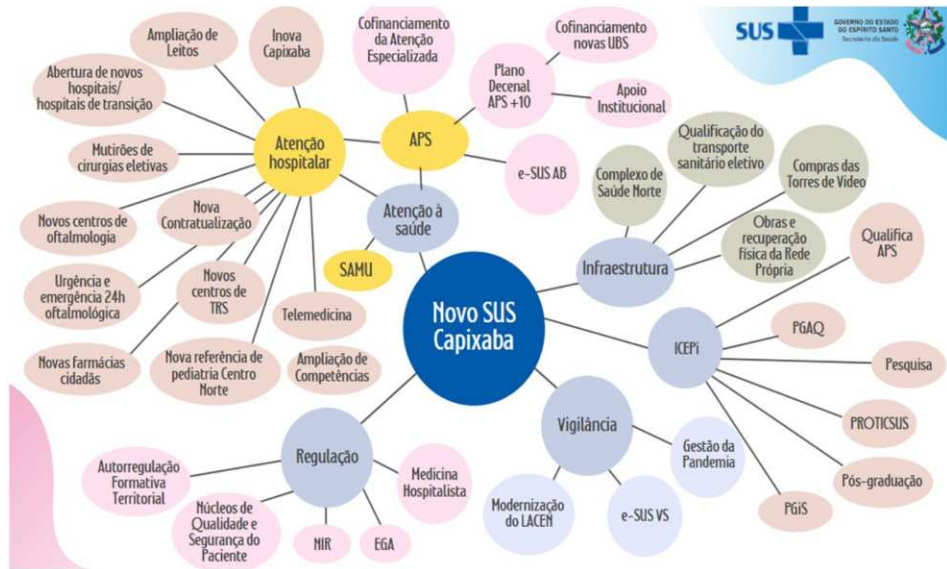 SUS
GOVERNO DO ESTADO
DO ESPÍRITO SANTO
Secretaria da Saúde
Novo SUS
Capixaba
Atenção à
saúde
Atenção
hospitalar
Inova
Capixaba
Ampliação de
Leitos
Abertura de novos
hospitais/
hospitais de transição
Mutirões de
cirurgias eletivas
Novos centros de
oftalmologia
Nova
Contratualização
Urgência e
emergência 24h
oftalmológica
Novos
centros de
TRS
Novas farmácias
cidadãs
Nova referência de
pediatria Centro
Norte
Telemedicina
Ampliação de
Competências
SAMU
APS
Cofinanciamento
da Atenção
Especializada
Plano
Decenal
APS +10
Cofinanciamento
novas UBS
Apoio
Institucional
e-SUS AB
Infraestrutura
Complexo
de Saúde Norte
Qualificação do
transporte
sanitário eletivo
Compras das
Torres de Vídeo
Obras e
recuperação
física da Rede
Própria
ICEPi
Qualifica
APS
PGAQ
Pesquisa
PROTICSUS
Pós-graduação
PGiS
Vigilância
Gestão da
Pandemia
e-SUS VS
Modernização
do LACEN
Regulação
Autorregulação
Formativa
Territorial
Núcleos de
Qualidade e
Segurança do
Paciente
NIR
EGA
Medicina
Hospitalista